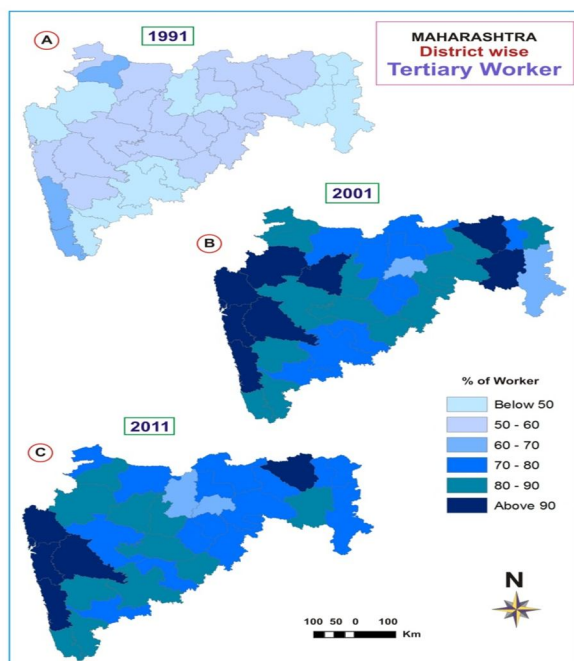 A
1991
MAHARASHTRA
District wise
Tertiary Worker
2001
B
% of Worker
Below 50
50 - 60
60 - 70
70 - 80
80 - 90
Above 90
2011
C
N
100 50 0 100
Km